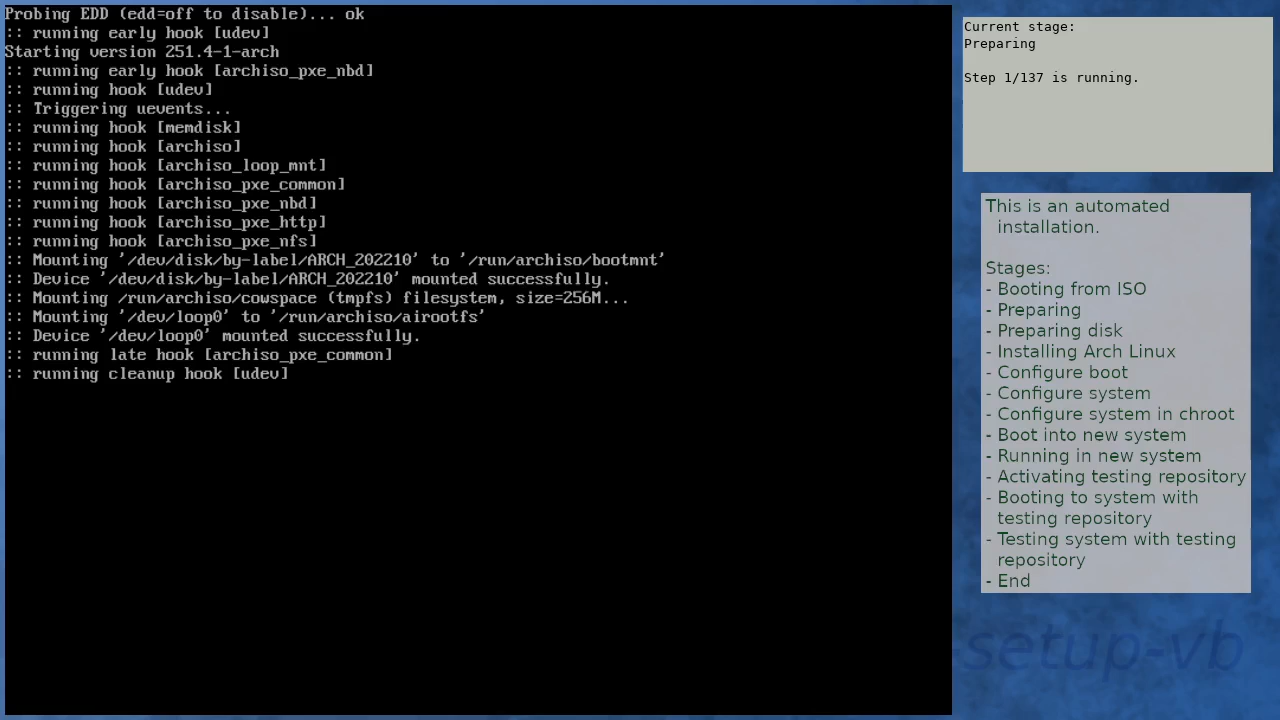 Probing EDD (edd=off to disable)... ok
:: running early hook [udev]
Starting version 251.4-1-arch
:: running early hook [archiso_pxe_nbd]
:: running hook [udev]
:: Triggering uevents...
:: running hook [memdisk]
:: running hook [archiso]
:: running hook [archiso_loop_mnt]
:: running hook [archiso_pxe_common]
:: running hook [archiso_pxe_nbd]
:: running hook [archiso_pxe_http]
:: running hook [archiso_pxe_nfs]
:: Mounting '/dev/disk/by-label/ARCH_202210' to '/run/archiso/bootmnt'
:: Device '/dev/disk/by-label/ARCH_202210' mounted successfully.
:: Mounting /run/archiso/cowspace (tmpfs) filesystem, size=256M...
:: Mounting '/dev/loop0' to '/run/archiso/airootfs'
:: Device '/dev/loop0' mounted successfully.
:: running late hook [archiso_pxe_common]
:: running cleanup hook [udev]
Current stage:
Preparing
Step 1/137 is running.
This is an automated
installation.
Stages:
- Booting from ISO
- Preparing
- Preparing disk
- Installing Arch Linux
- Configure boot
- Configure system
- Configure system in chroot
- Boot into new system
- Running in new system
- Activating testing repository
- Booting to system with
testing repository
- Testing system with testing
repository
- End
-setup-vb